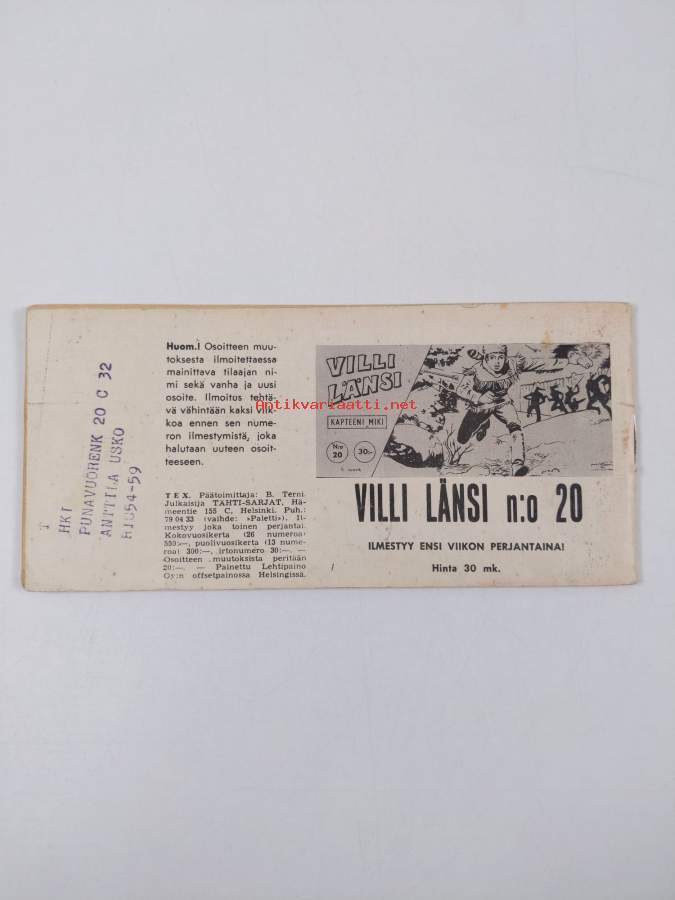 T
HKI
PUNAVUORENK 20 C 32
ANTTILA USKO
Huom.! Osoitteen muu-
toksesta ilmoitettaessa
mainittava tilaajan ni-
mi sekä vanha ja uusi
osoite. Ilmoitus tehtä-
vä vähintään kaksi viik-
koa ennen sen nume-
ron ilmestymistä, joka
halutaan uuteen osoit-
teeseen.
TEX. Päätoimittaja: B. Terni.
Julkaisija TAHTI-SARJAT, Hä-
meentie 155 C, Helsinki. Puh.:
79 04 33 (vaihde: »Paletti»). Il-
mestyy joka toinen perjantai.
Kokovuosikerta (26 numeroa)
550:—, puolivuosikerta (13 nume-
roa) 300:—, irtonumero 30:—. —
Osoitteen muutoksista peritään
20:—. — Painettu Lehtipaino
Oy:n offsetpainossa Helsingissä.
VILLI
LÄNSI
KAPTEENI MIKI
N:o
20
30:-
Antikvariaatti.net
VILLI LÄNSI n:o 20
ILMESTYY ENSI VIIKON PERJANTAINA!
Hinta 30 mk.